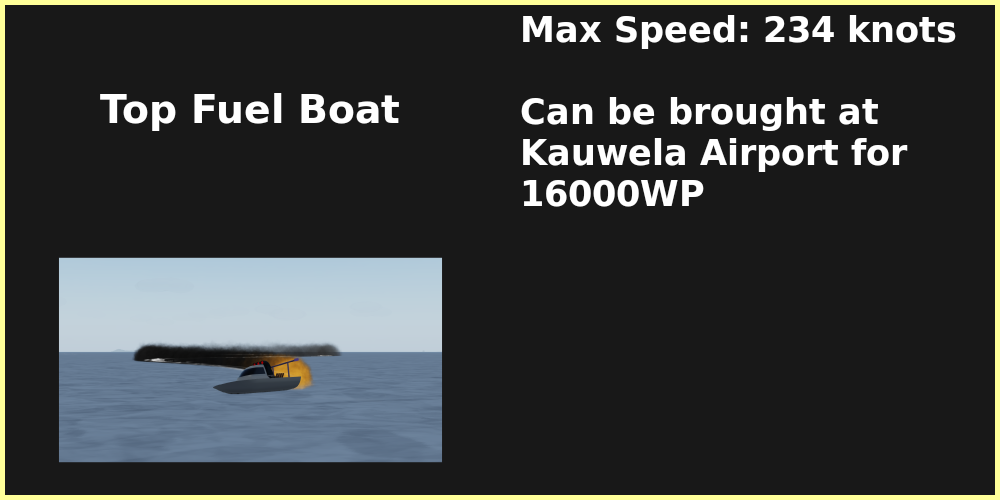 Top Fuel Boat
Max Speed: 234 knots
Can be brought at
Kauwela Airport for
16000WP